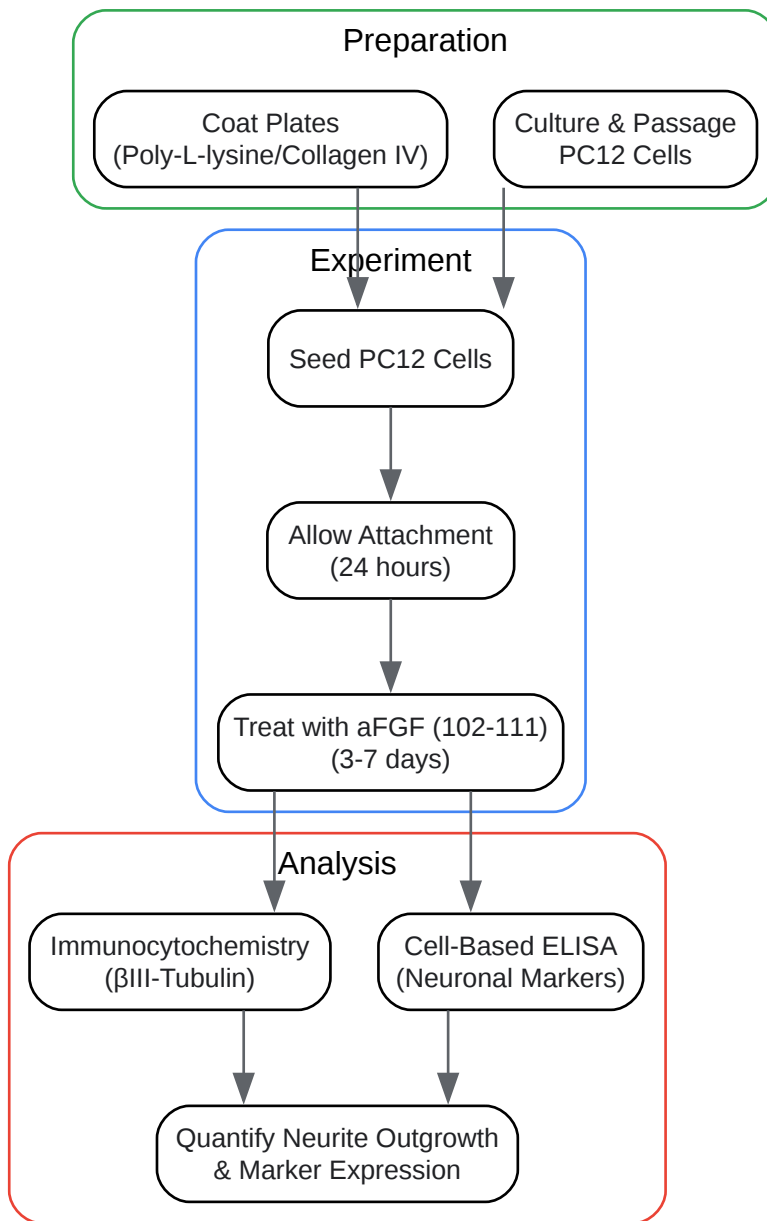 Preparation
Coat Plates
(Poly-L-lysine/Collagen IV)
Culture & Passage
PC12 Cells
Experiment
Seed PC12 Cells
Allow Attachment
(24 hours)
Treat with aFGF (102-111)
(3-7 days)
Analysis
Immunocytochemistry
(βIII-Tubulin)
Cell-Based ELISA
(Neuronal Markers)
Quantify Neurite Outgrowth
& Marker Expression